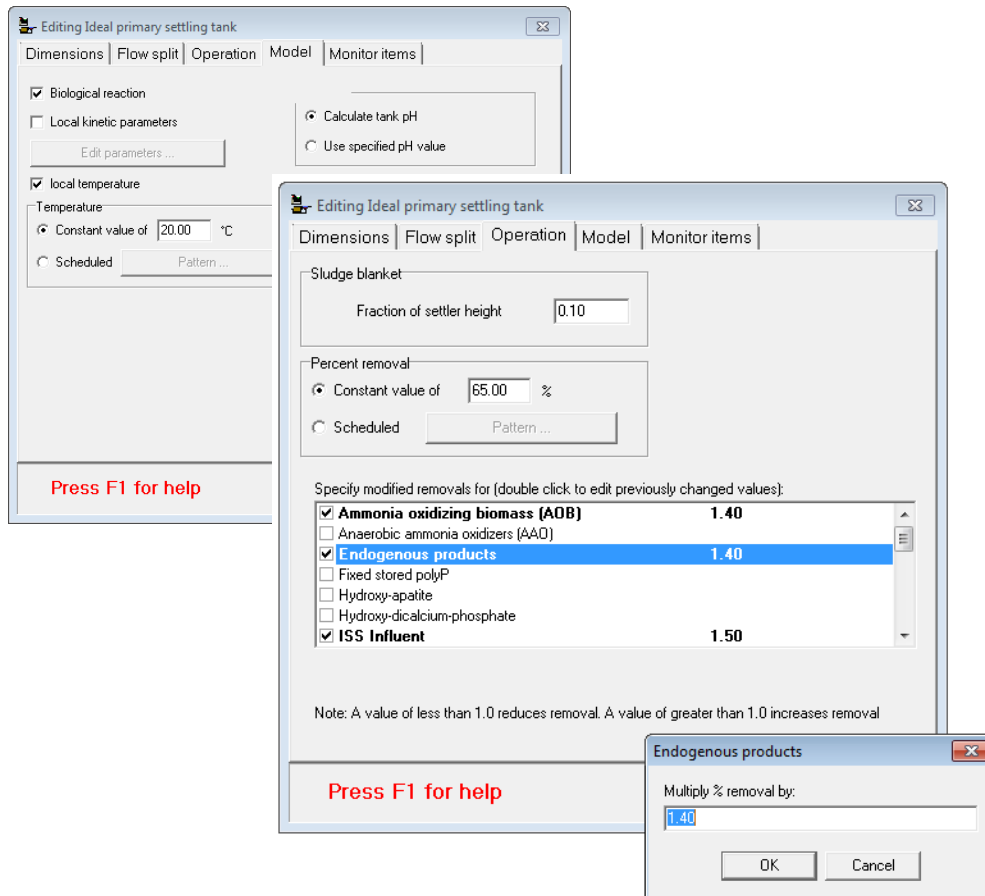 Editing Ideal primary settling tank
Dimensions Flow split Operation Model Monitor items
Biological reaction
Local kinetic parameters
Edit parameters ...
Calculate tank pH
Use specified pH value
local temperature
Temperature
Constant value of 20.00 °C
Scheduled Pattern ...
Press F1 for help
Editing Ideal primary settling tank
Dimensions Flow split Operation Model Monitor items
Sludge blanket
Fraction of settler height 0.10
Percent removal
Constant value of 65.00 %
Scheduled Pattern ...
Specify modified removals for (double click to edit previously changed values):
Ammonia oxidizing biomass (AOB) 1.40
Anaerobic ammonia oxidizers (AAO)
Endogenous products 1.40
Fixed stored polyP
Hydroxy-apatite
Hydroxy-dicalcium-phosphate
ISS Influent 1.50
Note: A value of less than 1.0 reduces removal. A value of greater than 1.0 increases removal
Press F1 for help
Endogenous products
Multiply % removal by:
1.40
OK Cancel